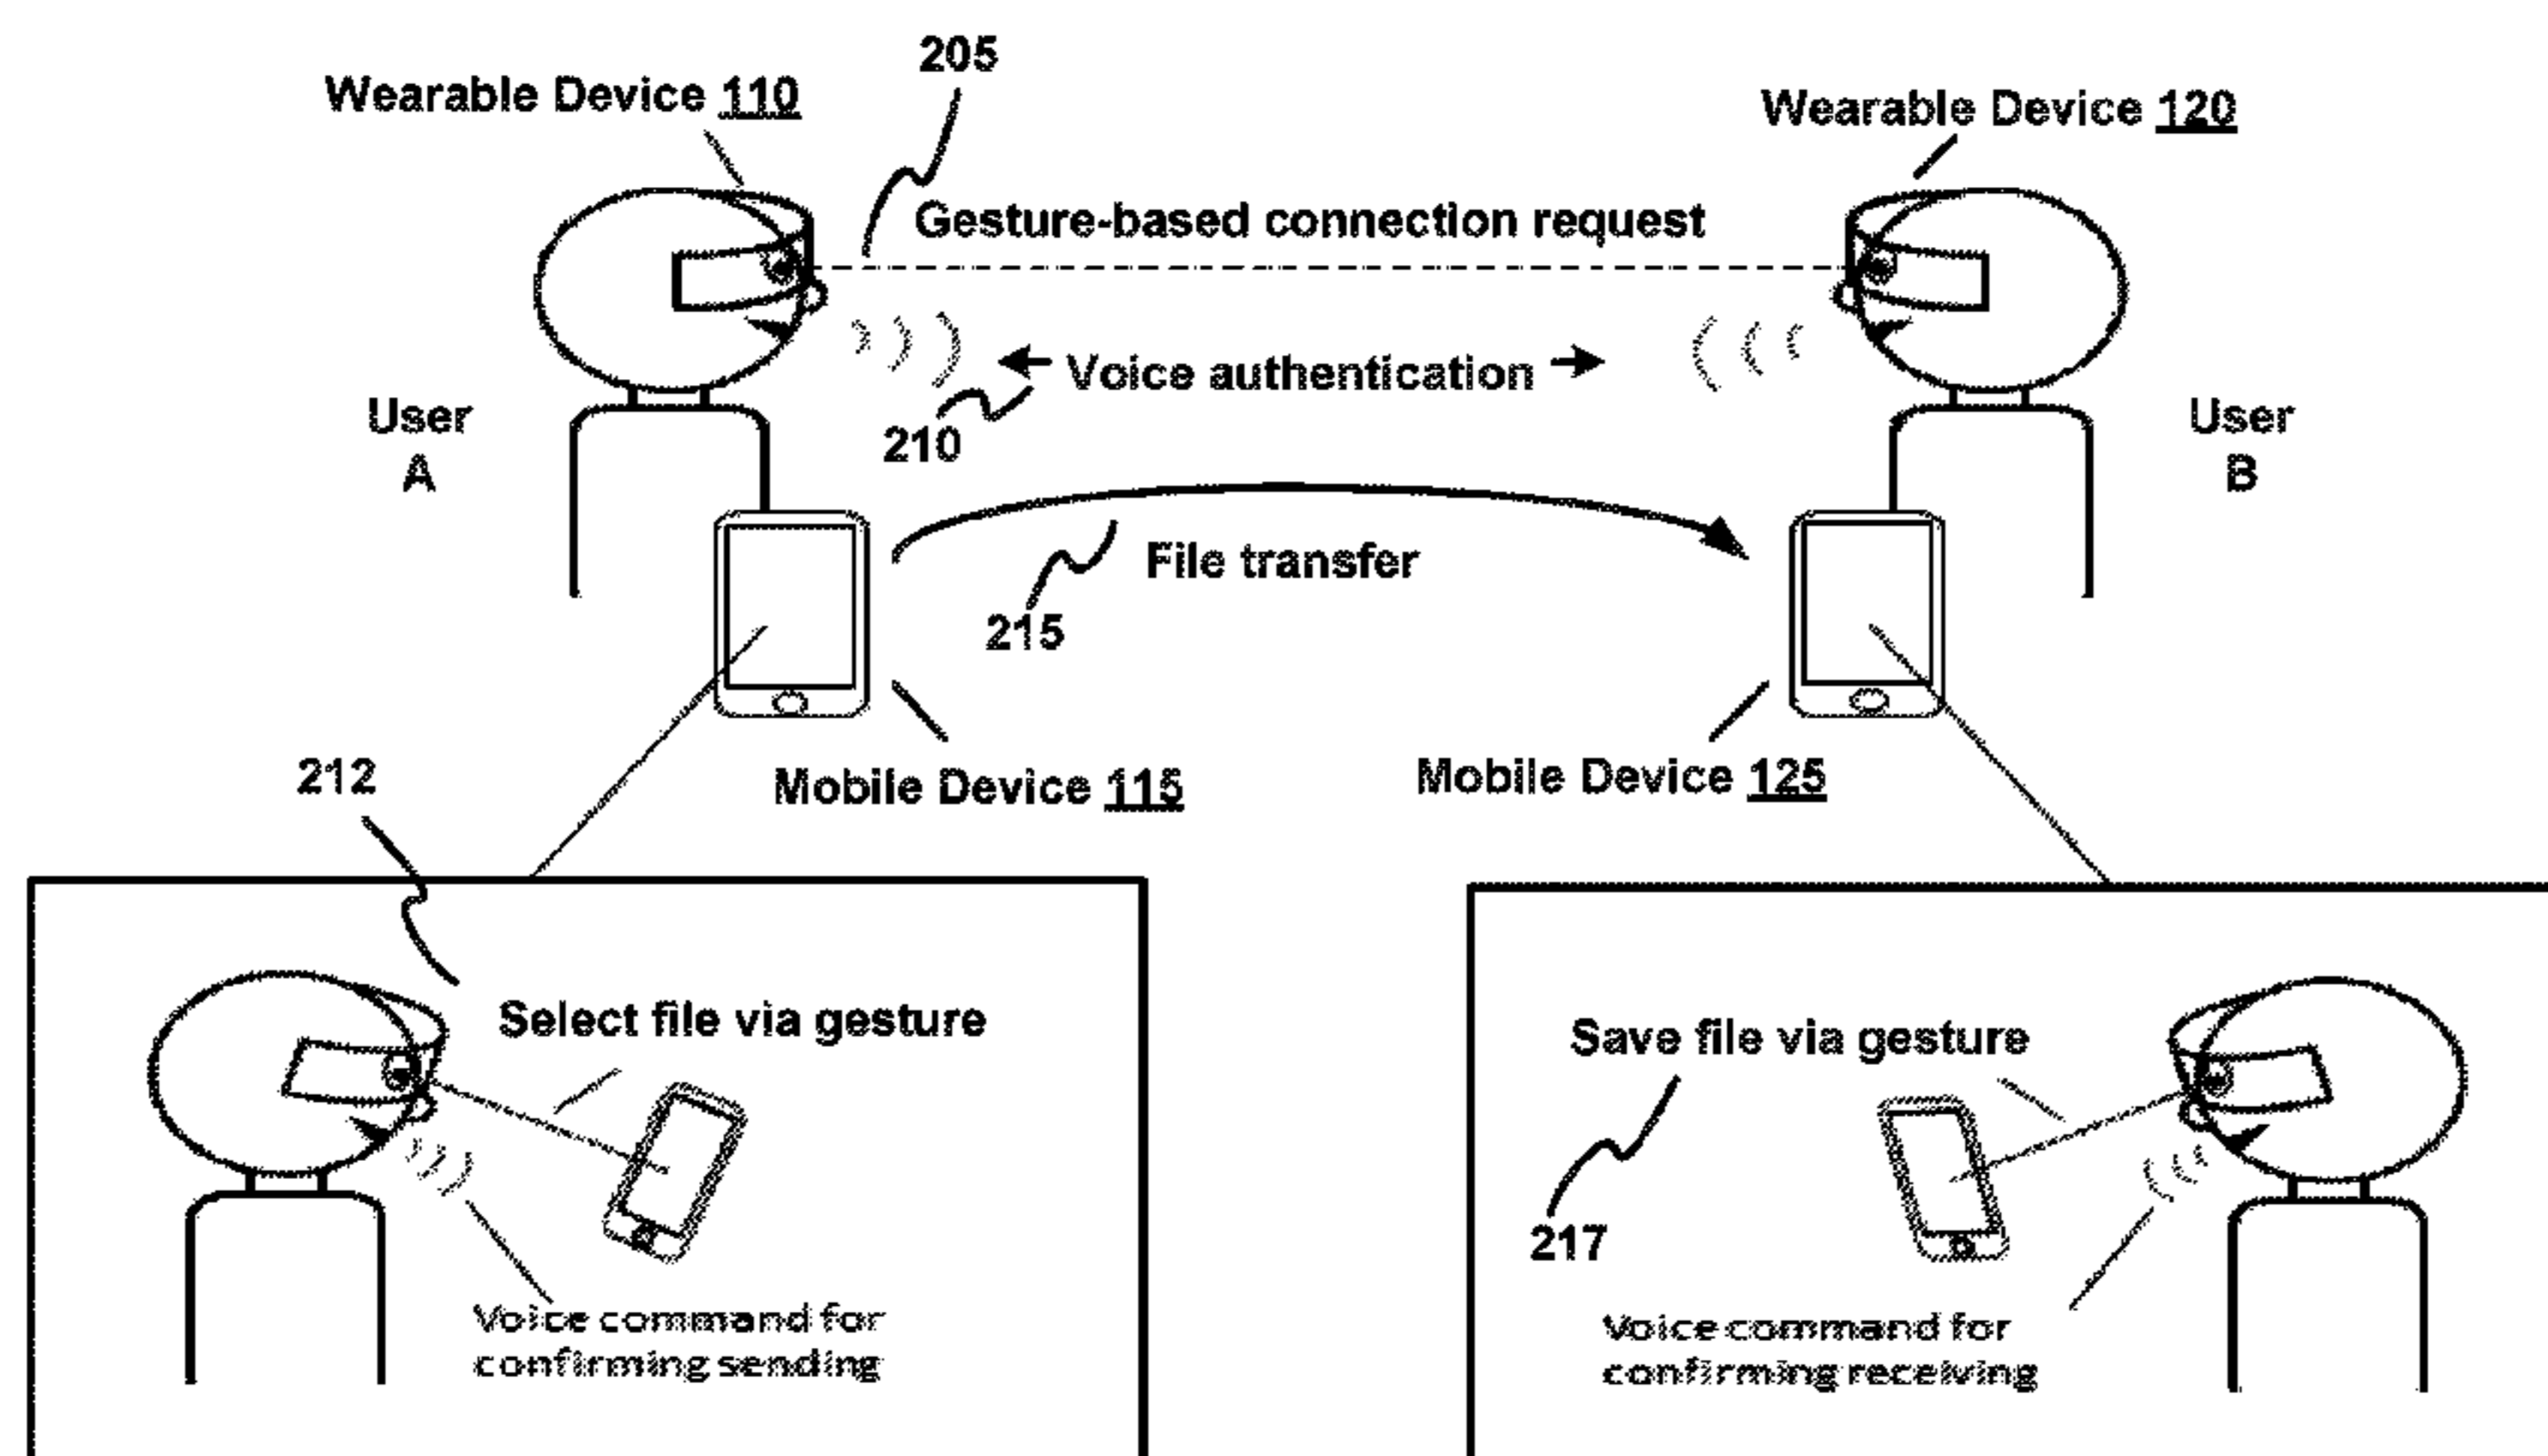 205
Wearable Device 110
Wearable Device 120
Gesture-based connection request
Voice authentication
210
User
A
User
B
File transfer
215
Mobile Device 115
Mobile Device 125
212
Select file via gesture
Save file via gesture
217
Voice command for
confirming sending
Voice command for
confirming receiving